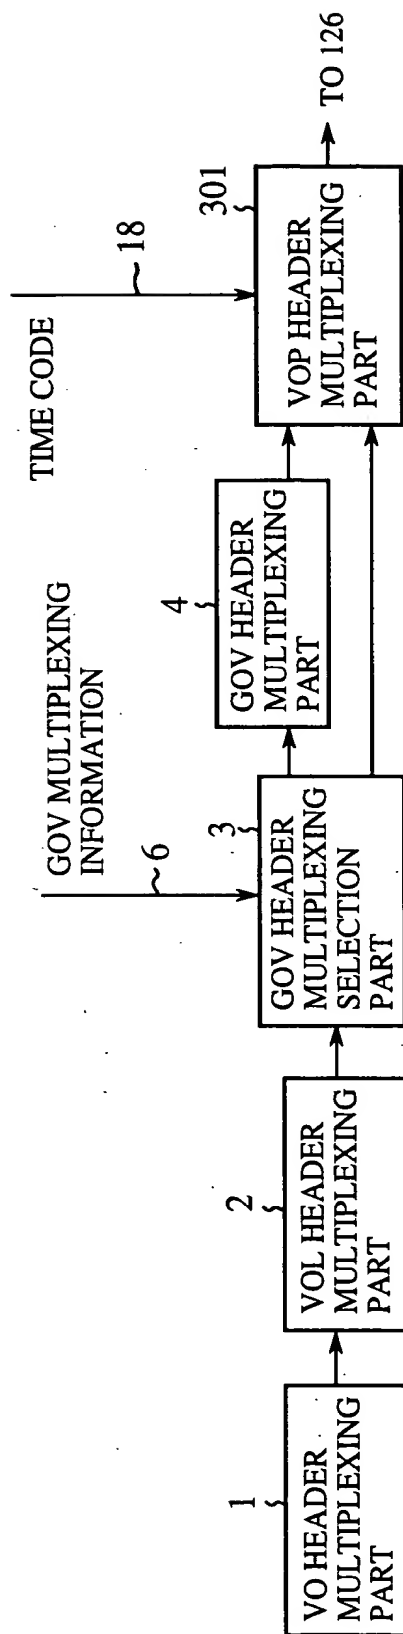 1
VO HEADER
MULTIPLEXING
PART
2
VOL HEADER
MULTIPLEXING
PART
GOV MULTIPLEXING
INFORMATION
6
3
GOV HEADER
MULTIPLEXING
SELECTION
PART
4
GOV HEADER
MULTIPLEXING
PART
TIME CODE
18
301
VOP HEADER
MULTIPLEXING
PART
TO 126